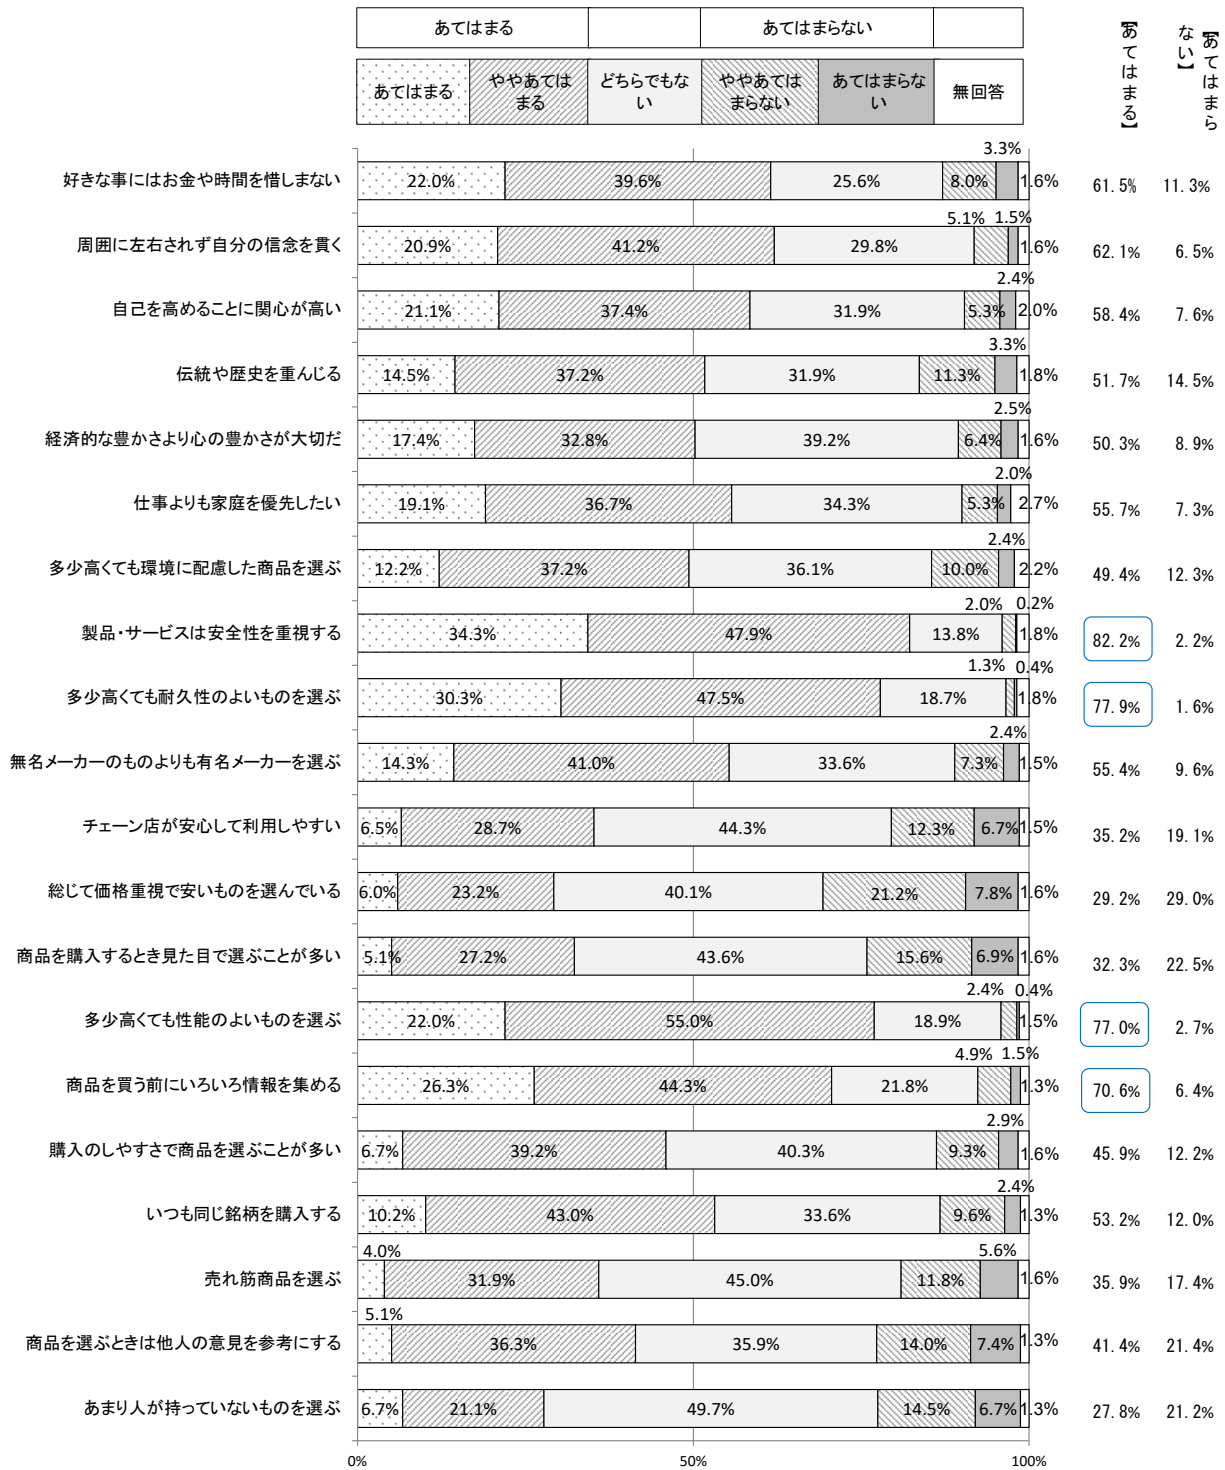 あてはまる あてはまらない
あてはまる ややあてはまる どちらでもない ややあてはまらない あてはまらない 無回答 【あてはまる】 【あてはまらない】
好きな事にはお金や時間を惜しまない 22.0% 39.6% 25.6% 8.0% 3.3% 1.6% 61.5% 11.3%
周囲に左右されず自分の信念を貫く 20.9% 41.2% 29.8% 5.1% 1.5% 1.6% 62.1% 6.5%
自己を高めることに関心が高い 21.1% 37.4% 31.9% 5.3% 2.4% 2.0% 58.4% 7.6%
伝統や歴史を重んじる 14.5% 37.2% 31.9% 11.3% 3.3% 1.8% 51.7% 14.5%
経済的な豊かさより心の豊かさが大切だ 17.4% 32.8% 39.2% 6.4% 2.5% 1.6% 50.3% 8.9%
仕事よりも家庭を優先したい 19.1% 36.7% 34.3% 5.3% 2.0% 2.7% 55.7% 7.3%
多少高くても環境に配慮した商品を選ぶ 12.2% 37.2% 36.1% 10.0% 2.4% 2.2% 49.4% 12.3%
製品・サービスは安全性を重視する 34.3% 47.9% 13.8% 2.0% 0.2% 1.8% 82.2% 2.2%
多少高くても耐久性のよいものを選ぶ 30.3% 47.5% 18.7% 1.3% 0.4% 1.8% 77.9% 1.6%
無名メーカーのものよりも有名メーカーを選ぶ 14.3% 41.0% 33.6% 7.3% 2.4% 1.5% 55.4% 9.6%
チェーン店が安心して利用しやすい 6.5% 28.7% 44.3% 12.3% 6.7% 1.5% 35.2% 19.1%
総じて価格重視で安いものを選んでいる 6.0% 23.2% 40.1% 21.2% 7.8% 1.6% 29.2% 29.0%
商品を購入するとき見た目で選ぶことが多い 5.1% 27.2% 43.6% 15.6% 6.9% 1.6% 32.3% 22.5%
多少高くても性能のよいものを選ぶ 22.0% 55.0% 18.9% 2.4% 0.4% 1.5% 77.0% 2.7%
商品を買う前にいろいろ情報を集める 26.3% 44.3% 21.8% 4.9% 1.5% 1.3% 70.6% 6.4%
購入のしやすさで商品を選ぶことが多い 6.7% 39.2% 40.3% 9.3% 2.9% 1.6% 45.9% 12.2%
いつも同じ銘柄を購入する 10.2% 43.0% 33.6% 9.6% 2.4% 1.3% 53.2% 12.0%
売れ筋商品を選ぶ 4.0% 31.9% 45.0% 11.8% 5.6% 1.6% 35.9% 17.4%
商品を選ぶときは他人の意見を参考にする 5.1% 36.3% 35.9% 14.0% 7.4% 1.3% 41.4% 21.4%
あまり人が持っていないものを選ぶ 6.7% 21.1% 49.7% 14.5% 6.7% 1.3% 27.8% 21.2%
0% 50% 100%